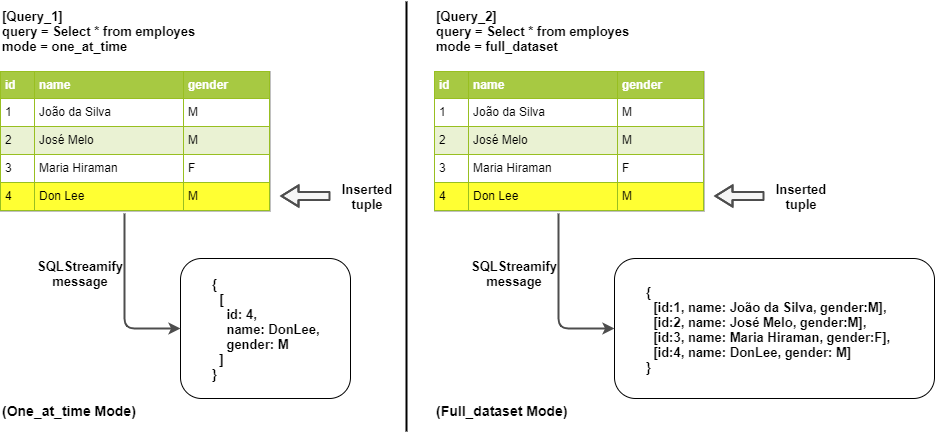 [Query_1]
query = Select * from employes
mode = one_at_time
id name gender
1 João da Silva M
2 José Melo M
3 Maria Hiraman F
4 Don Lee M
Inserted
tuple
SQLStreamify
message
{
[
id: 4,
name: DonLee,
gender: M
]
}
(One_at_time Mode)
[Query_2]
query = Select * from employes
mode = full_dataset
id name gender
1 João da Silva M
2 José Melo M
3 Maria Hiraman F
4 Don Lee M
Inserted
tuple
SQLStreamify
message
{
[id:1, name: João da Silva, gender:M],
[id:2, name: José Melo, gender:M],
[id:3, name: Maria Hiraman, gender:F],
[id:4, name: DonLee, gender: M]
}
(Full_dataset Mode)